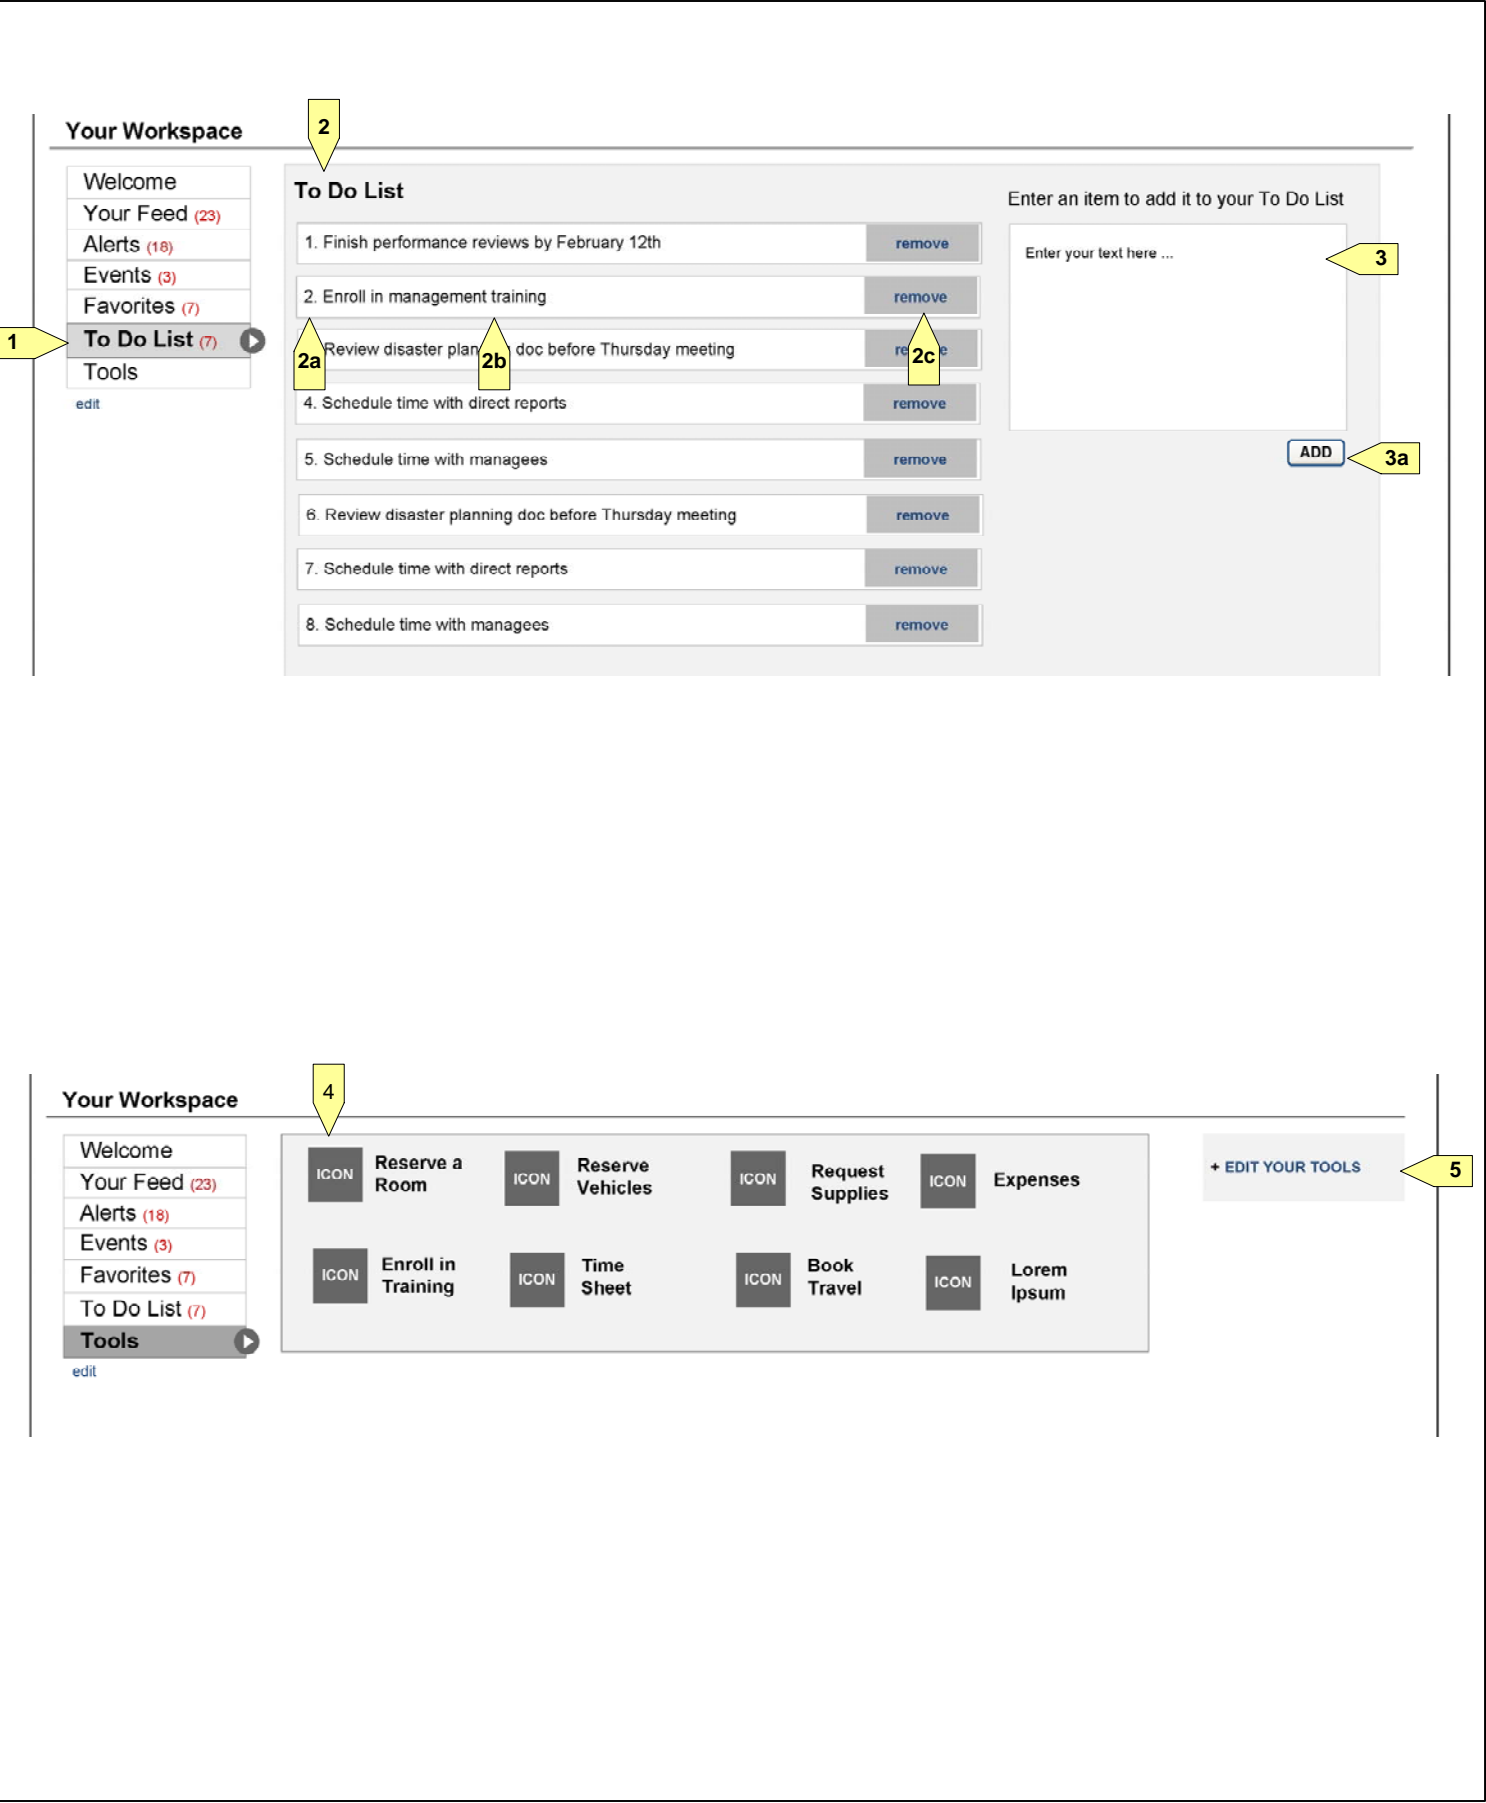 2
Your Workspace
Welcome
Your Feed (23)
Alerts (18)
Events (3)
Favorites (7)
To Do List (7)
Tools
edit
1
To Do List
1. Finish performance reviews by February 12th remove
2. Enroll in management training remove
Review disaster planning doc before Thursday meeting
2a
2b
2c
4. Schedule time with direct reports remove
5. Schedule time with managees remove
6. Review disaster planning doc before Thursday meeting remove
7. Schedule time with direct reports remove
8. Schedule time with managees remove
Enter an item to add it to your To Do List
Enter your text here ...
3
ADD
3a
4
Your Workspace
Welcome
Your Feed (23)
Alerts (18)
Events (3)
Favorites (7)
To Do List (7)
Tools
edit
ICON
Reserve a
Room
ICON
Reserve
Vehicles
ICON
Request
Supplies
ICON
Expenses
ICON
Enroll in
Training
ICON
Time
Sheet
ICON
Book
Travel
ICON
Lorem
Ipsum
+ EDIT YOUR TOOLS
5